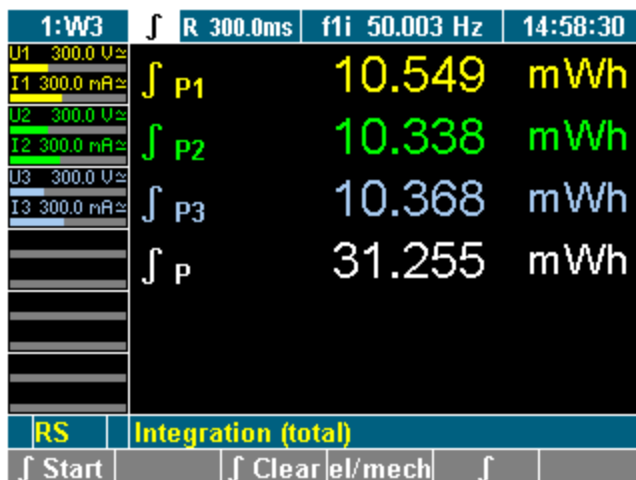 1:W3 ∫ R 300.0ms f1i 50.003 Hz 14:58:30
U1 300.0 V≃
I1 300.0 mA≃
∫ P1 10.549 mWh
U2 300.0 V≃
I2 300.0 mA≃
∫ P2 10.338 mWh
U3 300.0 V≃
I3 300.0 mA≃
∫ P3 10.368 mWh
∫ P 31.255 mWh
RS Integration (total)
∫ Start ∫ Clear el/mech ∫